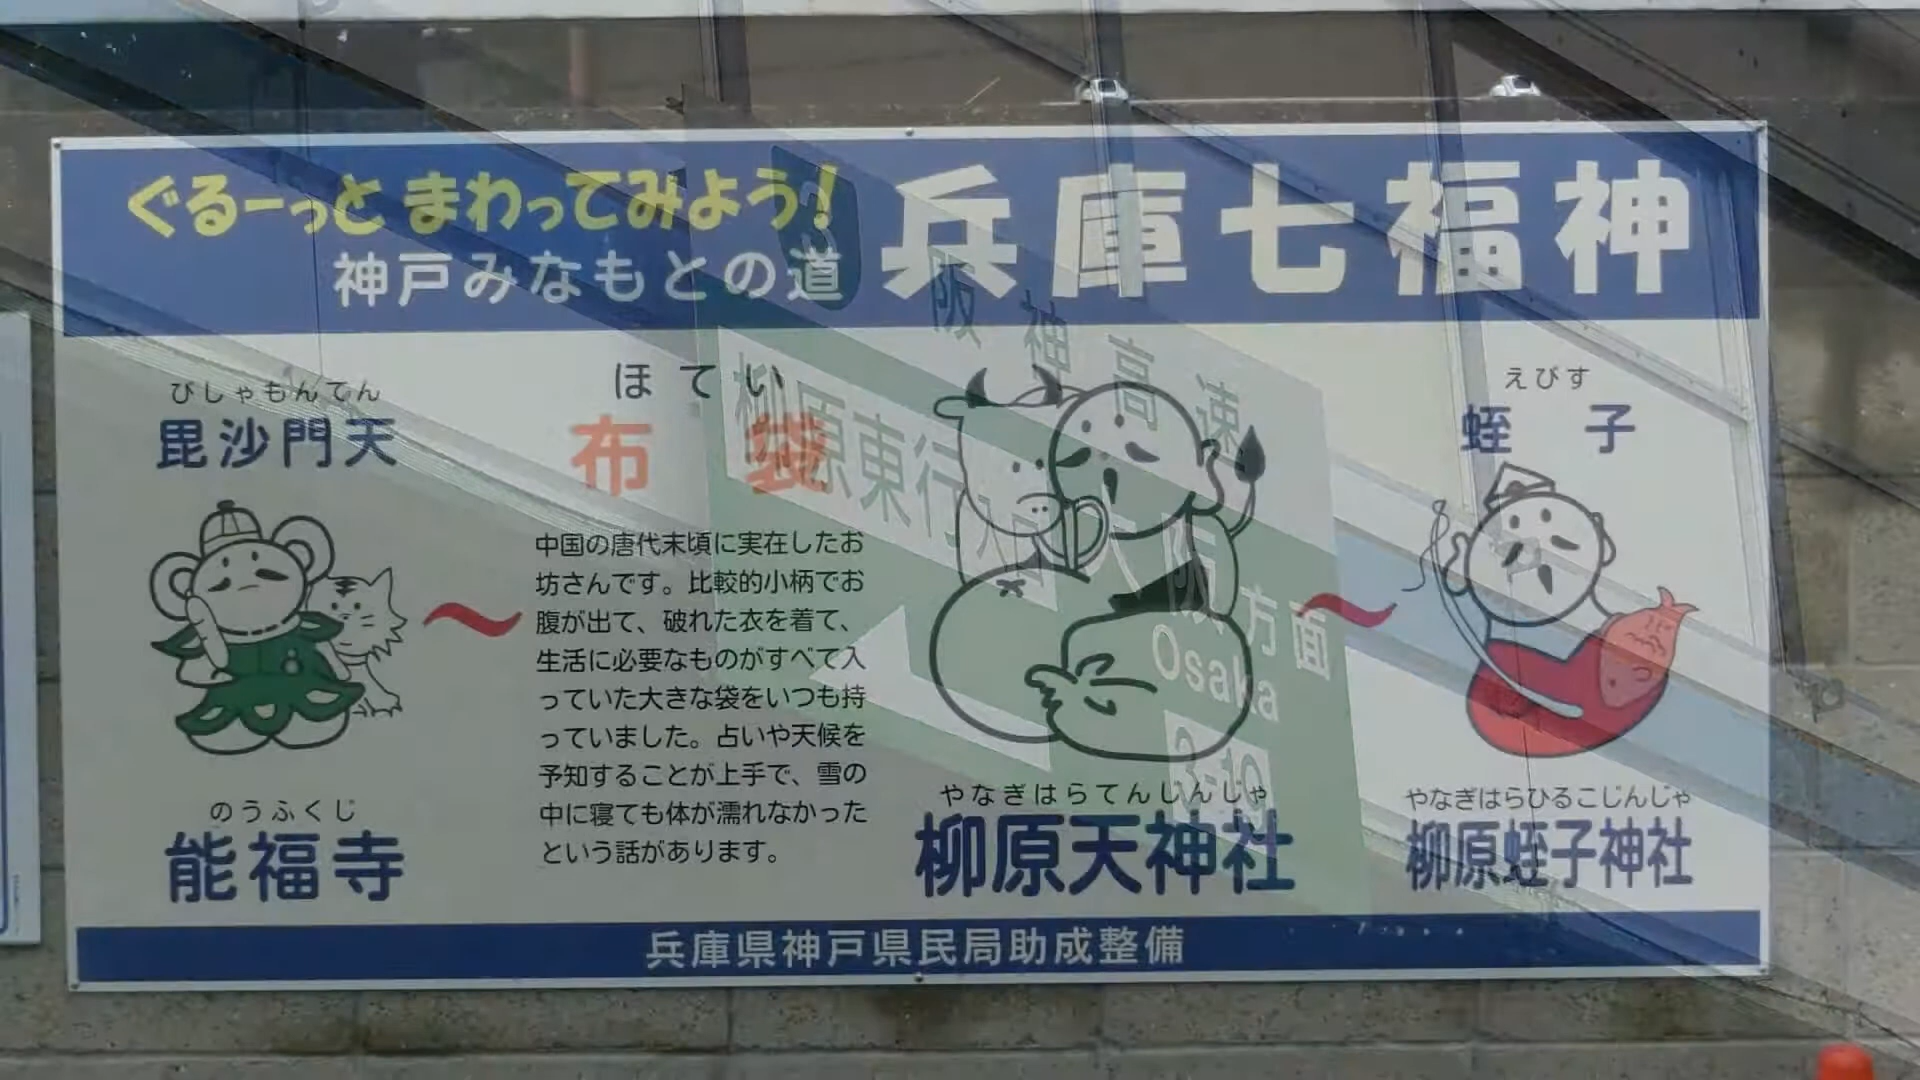 ぐるーっと まわってみよう!
神戸みなもとの道
兵庫七福神
びしゃもんてん
毘沙門天
のうふくじ
能福寺
ほてい
布袋
中国の唐代末頃に実在したお
坊さんです。比較的小柄でお
腹が出て、破れた衣を着て、
生活に必要なものがすべて入
っていた大きな袋をいつも持
っていました。占いや天候を
予知することが上手で、雪の
中に寝ても体が濡れなかった
という話があります。
やなぎはらてんじんじゃ
柳原天神社
えびす
蛭子
やなぎはらひるこじんじゃ
柳原蛭子神社
兵庫県神戸県民局助成整備
3
阪神高速
柳原東行入口
大阪方面
Osaka
3-10